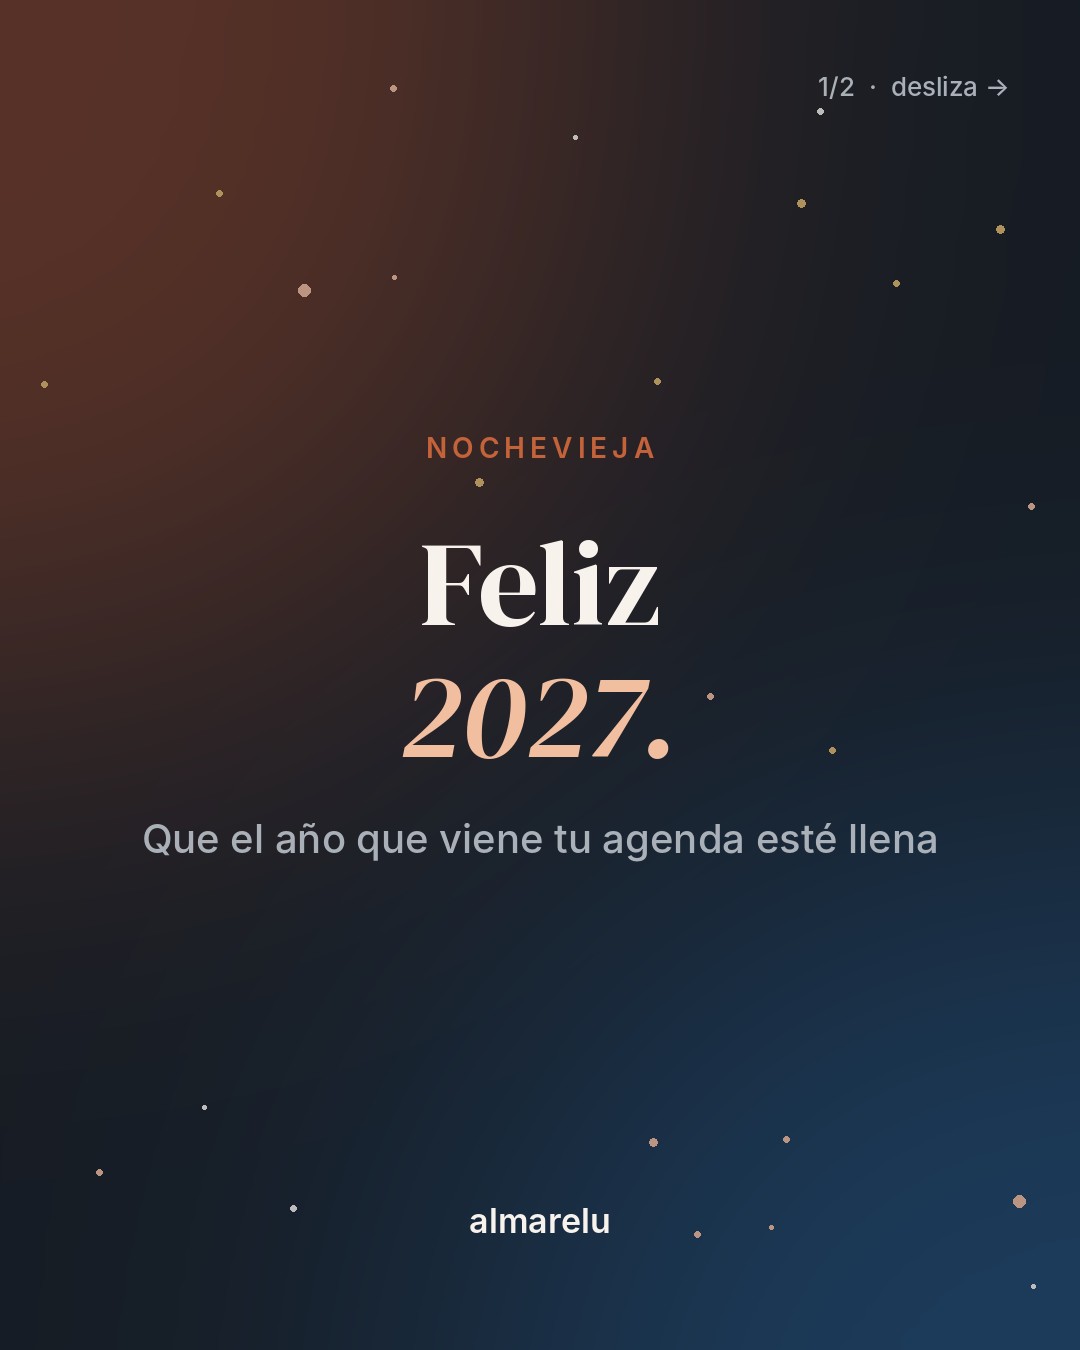 1/2 · desliza →
NOCHEVIEJA
Feliz
2027.
Que el año que viene tu agenda esté llena
almarelu